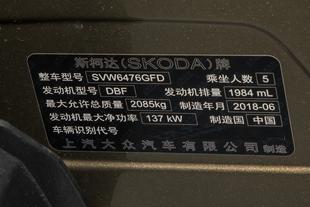 斯柯达(SKODA)牌
整车型号 SVW6476GFD 乘坐人数 5
发动机型号 DBF 发动机排量 1984 mL
最大允许总质量 2085kg 制造年月 2018-06
发动机最大净功率 137 kW 制造国 中国
车辆识别代号
上汽大众汽车有限公司 制造